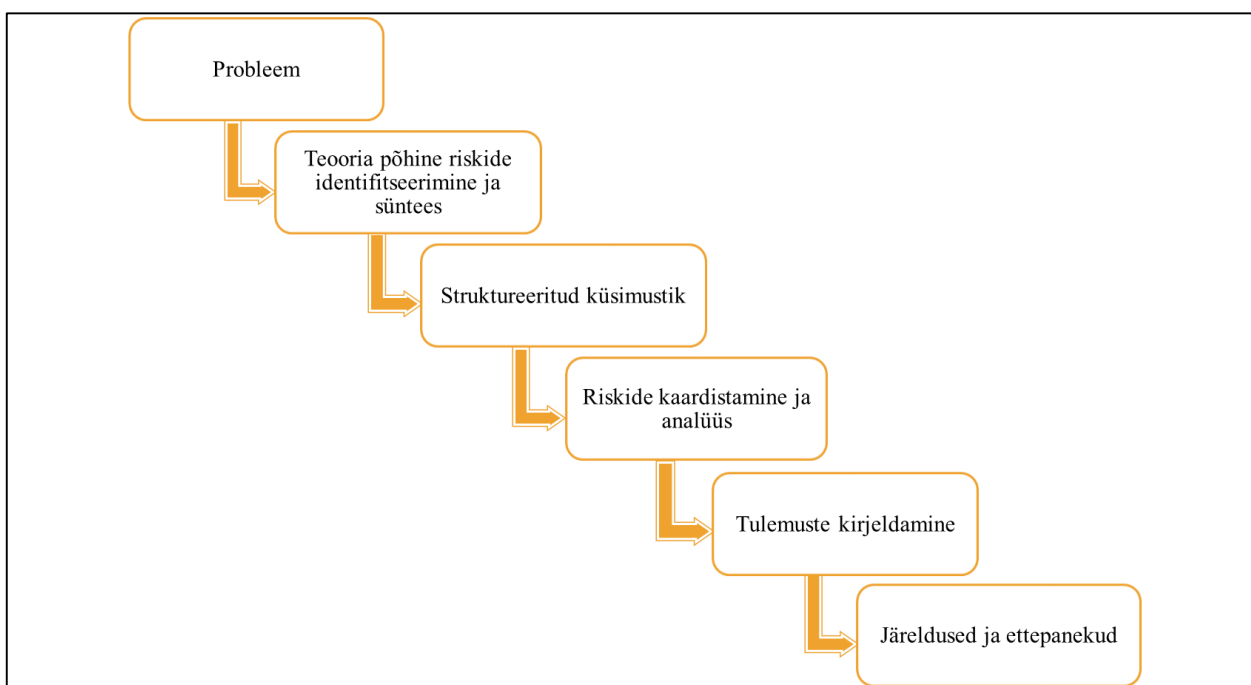 Probleem
Teooria põhine riskide
identifitseerimine ja
süntees
Struktureeritud küsimustik
Riskide kaardistamine ja
analüüs
Tulemuste kirjeldamine
Järeldused ja ettepanekud